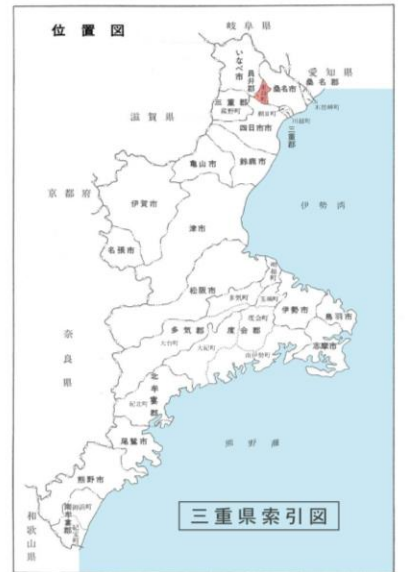 位置図
岐阜県
いなべ市
員弁郡
愛知県
桑名郡
桑名市
木曽岬町
三重郡
菰野町
朝日町
川越町
滋賀県
四日市市
三重郡
亀山市
鈴鹿市
京都府
伊賀市
伊勢湾
津市
名張市
松阪市
明和町
多気町
玉城町
伊勢市
鳥羽市
度会町
奈良県
多気郡
度会郡
志摩市
大台町
大紀町
南伊勢町
北牟婁郡
紀北町
尾鷲市
熊野灘
熊野市
南牟婁郡
御浜町
紀宝町
和歌山県
三重県索引図